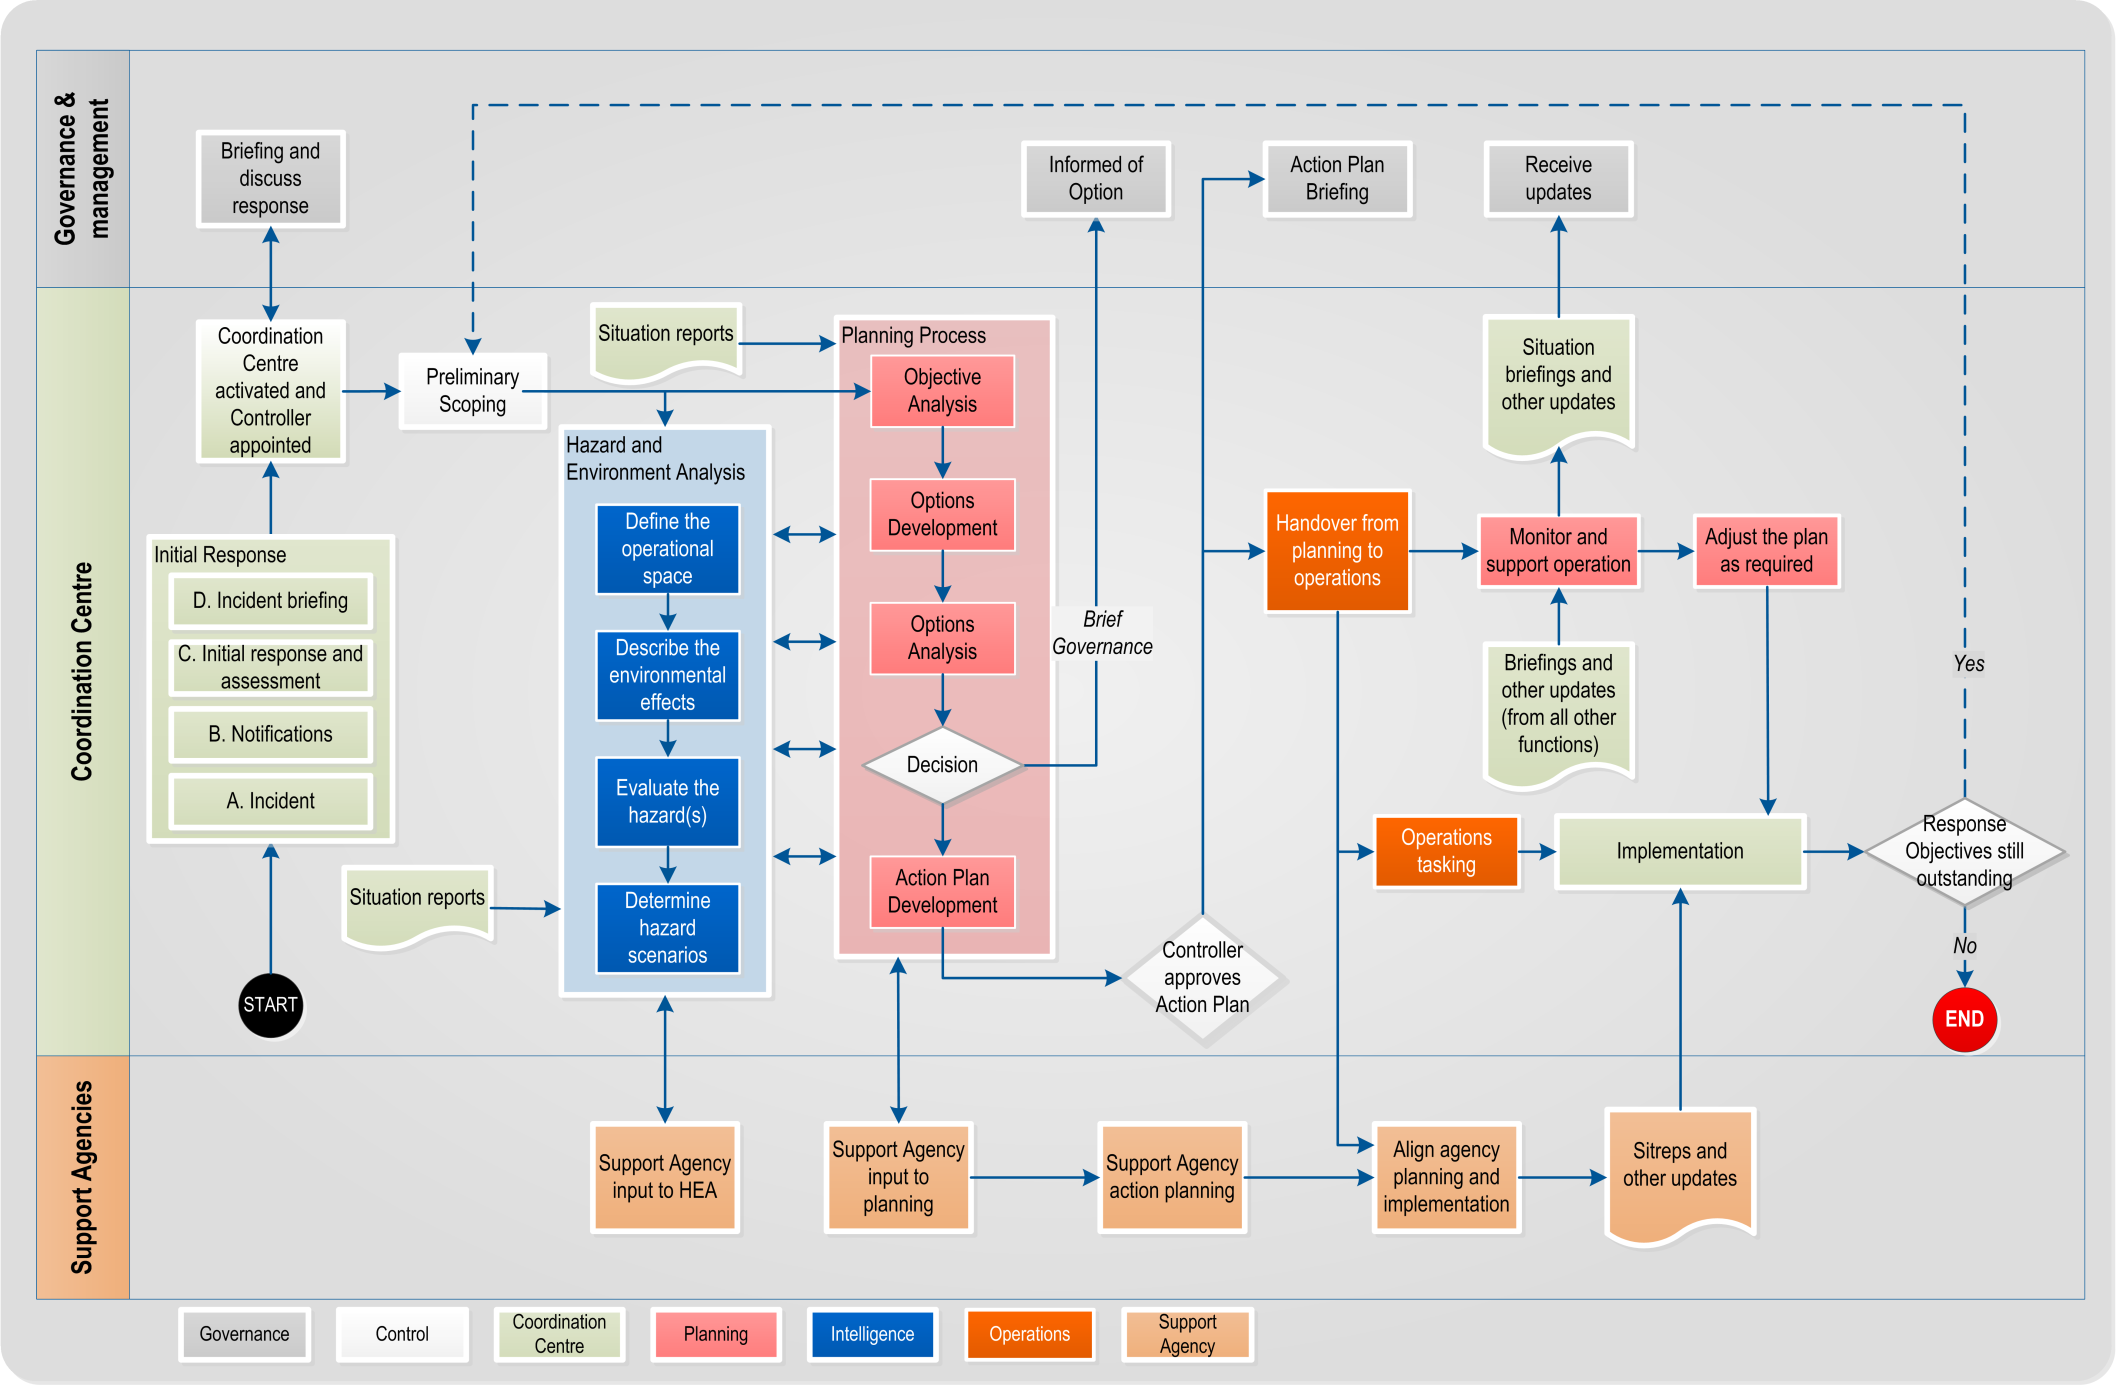 Governance &
management
Briefing and
discuss
response
Informed of
Option
Action Plan
Briefing
Receive
updates
Coordination Centre
Coordination
Centre
activated and
Controller
appointed
Preliminary
Scoping
Situation reports
Planning Process
Objective
Analysis
Options
Development
Options
Analysis
Decision
Action Plan
Development
Brief
Governance
Hazard and
Environment Analysis
Define the
operational
space
Describe the
environmental
effects
Evaluate the
hazard(s)
Determine
hazard
scenarios
Initial Response
D. Incident briefing
C. Initial response and
assessment
B. Notifications
A. Incident
Situation reports
START
Controller
approves
Action Plan
Handover from
planning to
operations
Situation
briefings and
other updates
Monitor and
support operation
Adjust the plan
as required
Briefings and
other updates
(from all other
functions)
Operations
tasking
Implementation
Response
Objectives still
outstanding
Yes
No
END
Support Agencies
Support Agency
input to HEA
Support Agency
input to
planning
Support Agency
action planning
Align agency
planning and
implementation
Sitreps and
other updates
Governance
Control
Coordination
Centre
Planning
Intelligence
Operations
Support
Agency